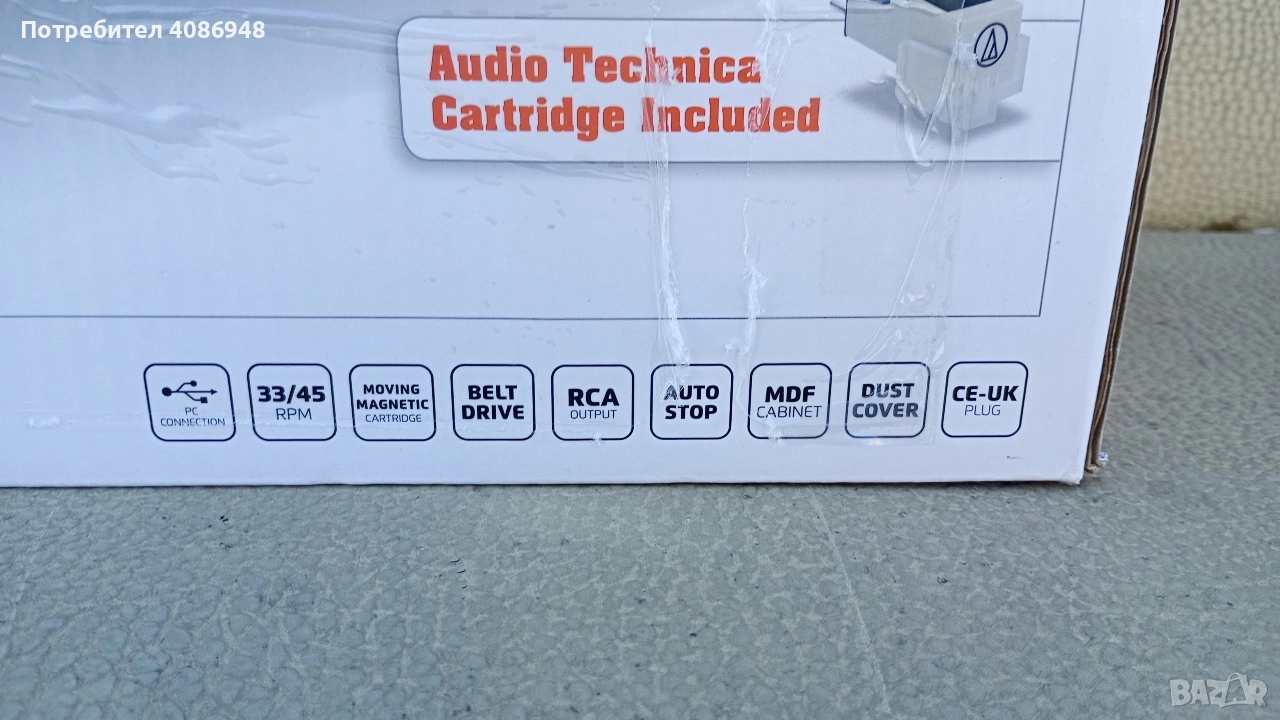 Потребител 4086948
Audio Technica
Cartridge Included
PC
CONNECTION
33/45
RPM
MOVING
MAGNETIC
CARTRIDGE
BELT
DRIVE
RCA
OUTPUT
AUTO
STOP
MDF
CABINET
DUST
COVER
CE-UK
PLUG
BAZAR